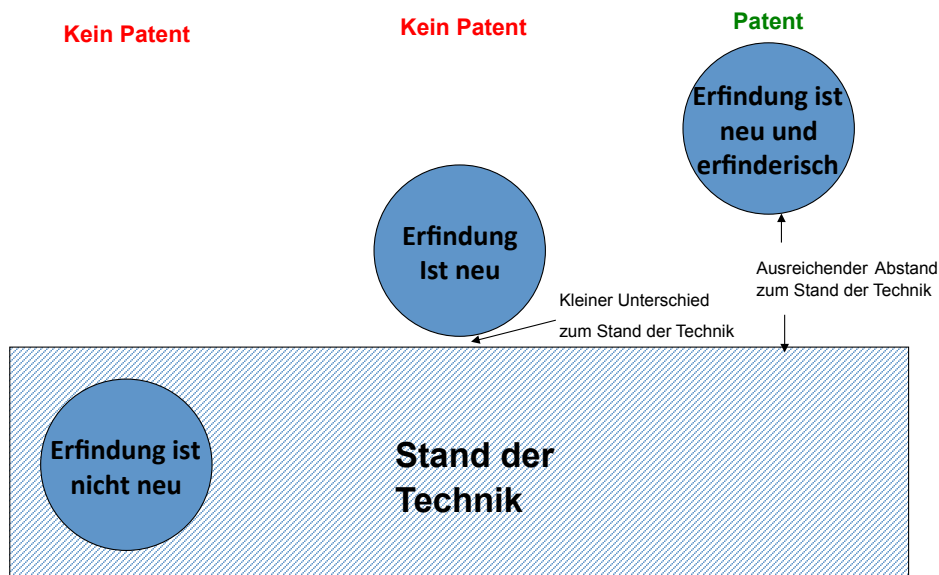 Kein Patent
Kein Patent
Patent
Erfindung ist
neu und
erfinderisch
Erfindung
Ist neu
Ausreichender Abstand
zum Stand der Technik
Kleiner Unterschied
zum Stand der Technik
Erfindung ist
nicht neu
Stand der
Technik